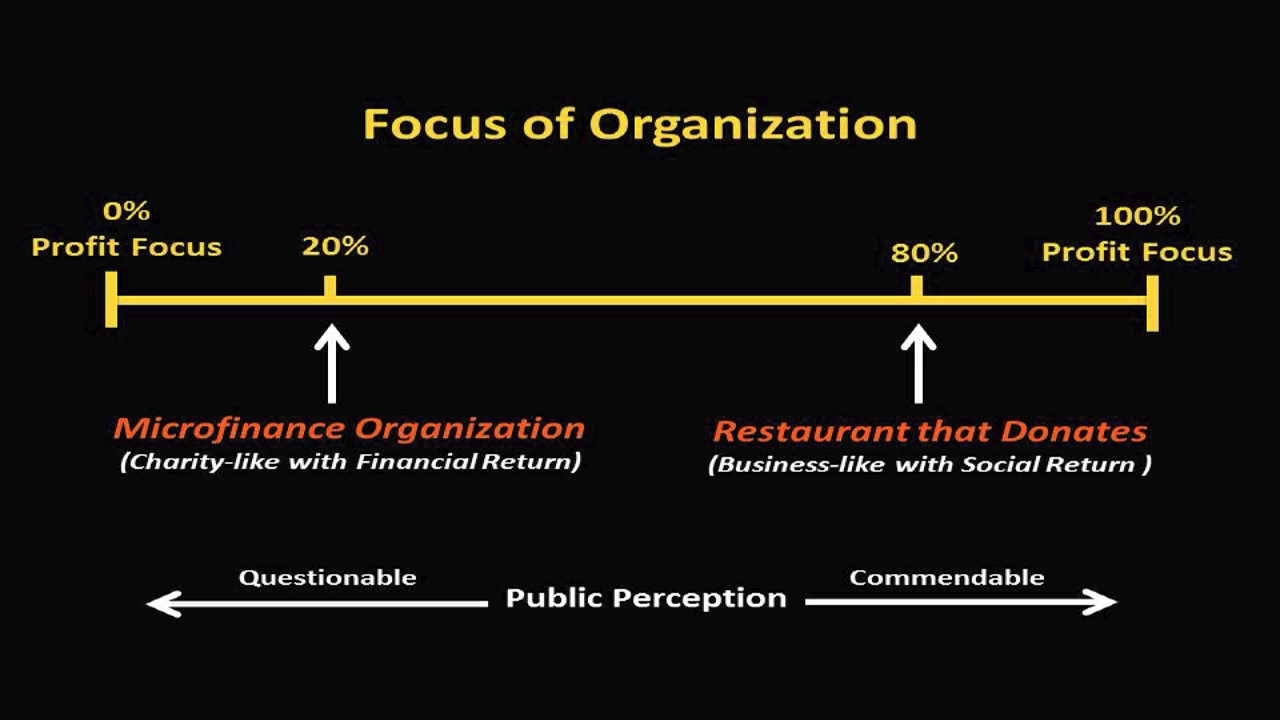 Focus of Organization
0%
Profit Focus
20%
80%
100%
Profit Focus
Microfinance Organization
(Charity-like with Financial Return)
Restaurant that Donates
(Business-like with Social Return )
Questionable
Public Perception
Commendable